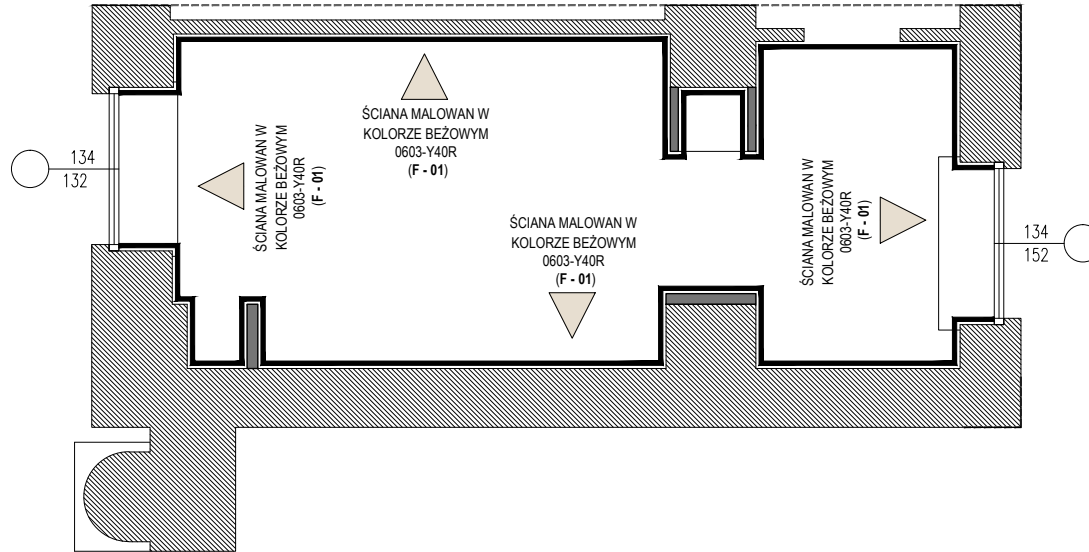 ŚCIANA MALOWAN W
KOLORZE BEŻOWYM
0603-Y40R
(F - 01)
134
132
ŚCIANA MALOWAN W
KOLORZE BEŻOWYM
0603-Y40R
(F - 01)
ŚCIANA MALOWAN W
KOLORZE BEŻOWYM
0603-Y40R
(F - 01)
ŚCIANA MALOWAN W
KOLORZE BEŻOWYM
0603-Y40R
(F - 01)
134
152